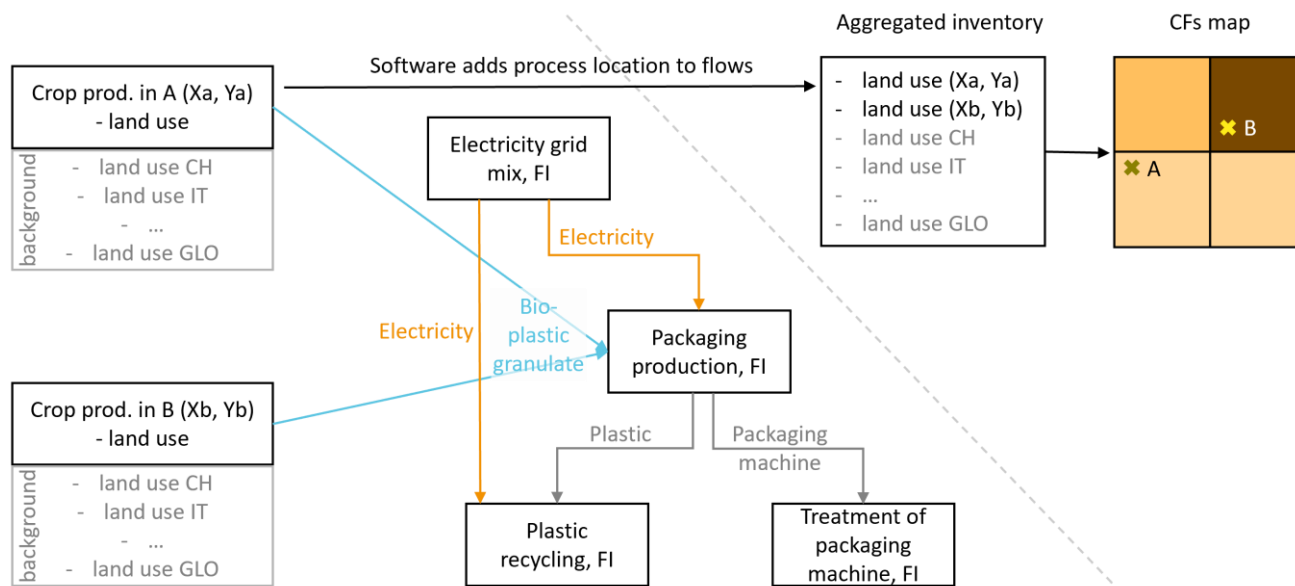 Aggregated inventory
CFs map
Software adds process location to flows
Crop prod. in A (Xa, Ya)
- land use
background
- land use CH
- land use IT
- ...
- land use GLO
Electricity grid
mix, FI
- land use (Xa, Ya)
- land use (Xb, Yb)
- land use CH
- land use IT
- ...
- land use GLO
B
A
Electricity
Electricity
Bio-
plastic
granulate
Packaging
production, FI
Crop prod. in B (Xb, Yb)
- land use
background
- land use CH
- land use IT
- ...
- land use GLO
Plastic
Packaging
machine
Plastic
recycling, FI
Treatment of
packaging
machine, FI